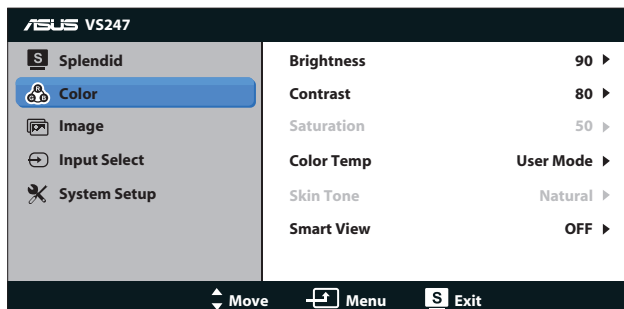 ASUS VS247
S Splendid
R G B Color
Image
Input Select
System Setup
Brightness 90
Contrast 80
Saturation 50
Color Temp User Mode
Skin Tone Natural
Smart View OFF
Move Menu S Exit